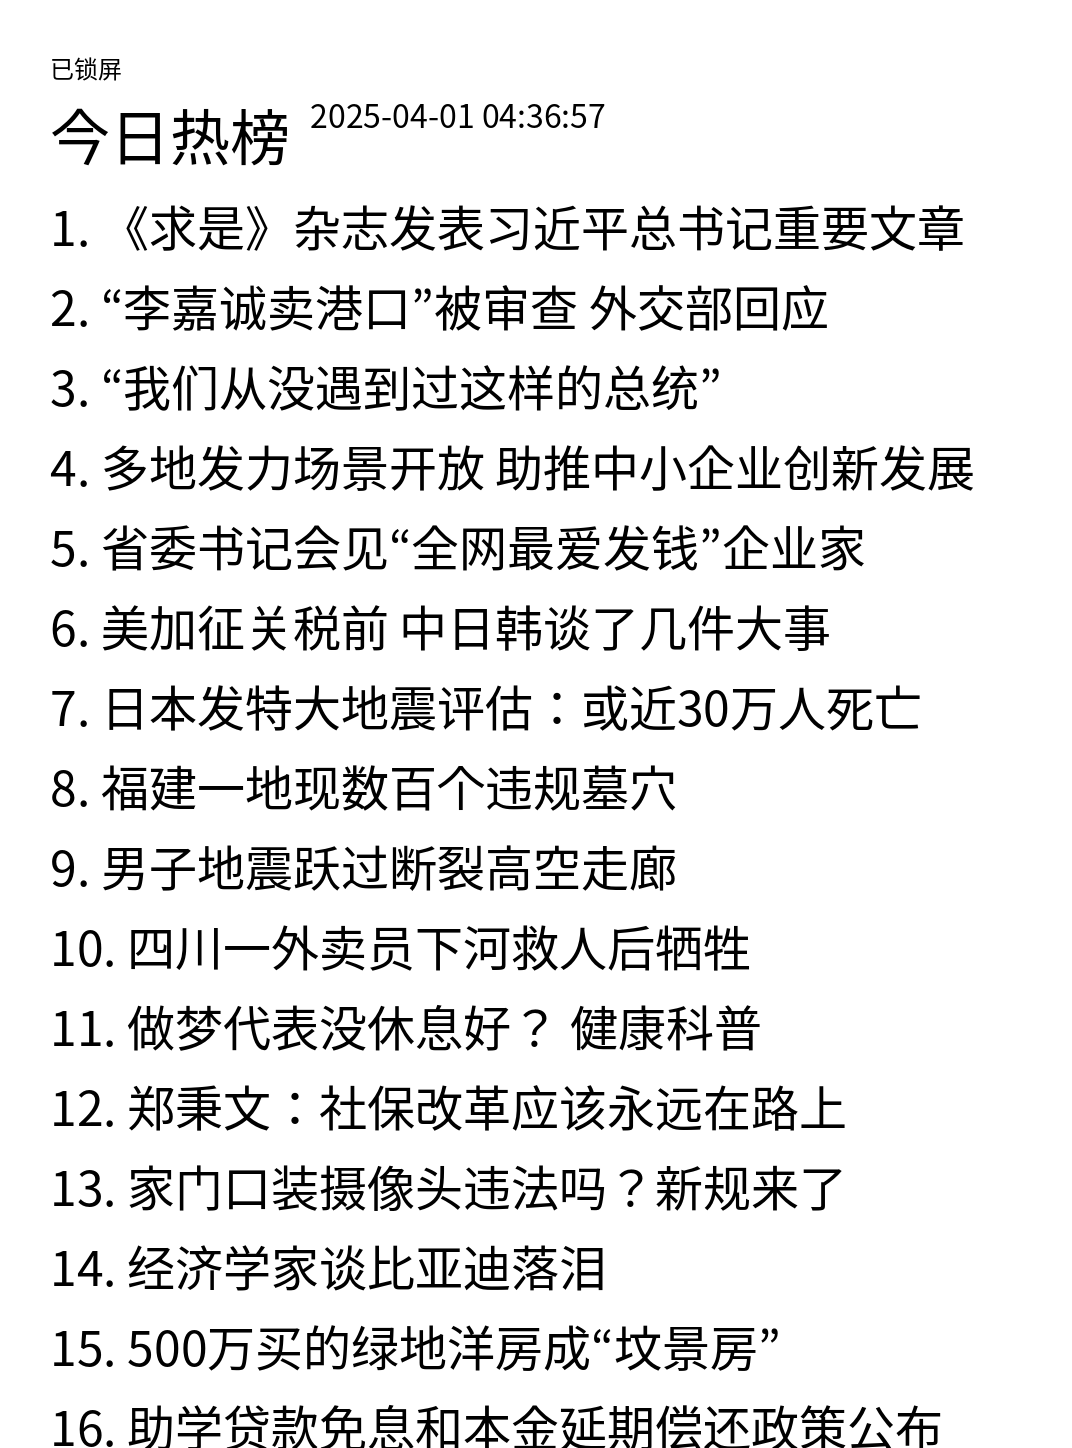 已锁屏
今日热榜 2025-04-01 04:36:57
1. 《求是》杂志发表习近平总书记重要文章
2. “李嘉诚卖港口”被审查 外交部回应
3. “我们从没遇到过这样的总统”
4. 多地发力场景开放 助推中小企业创新发展
5. 省委书记会见“全网最爱发钱”企业家
6. 美加征关税前 中日韩谈了几件大事
7. 日本发特大地震评估：或近30万人死亡
8. 福建一地现数百个违规墓穴
9. 男子地震跃过断裂高空走廊
10. 四川一外卖员下河救人后牺牲
11. 做梦代表没休息好？ 健康科普
12. 郑秉文：社保改革应该永远在路上
13. 家门口装摄像头违法吗？新规来了
14. 经济学家谈比亚迪落泪
15. 500万买的绿地洋房成“坟景房”
16. 助学贷款免息和本金延期偿还政策公布